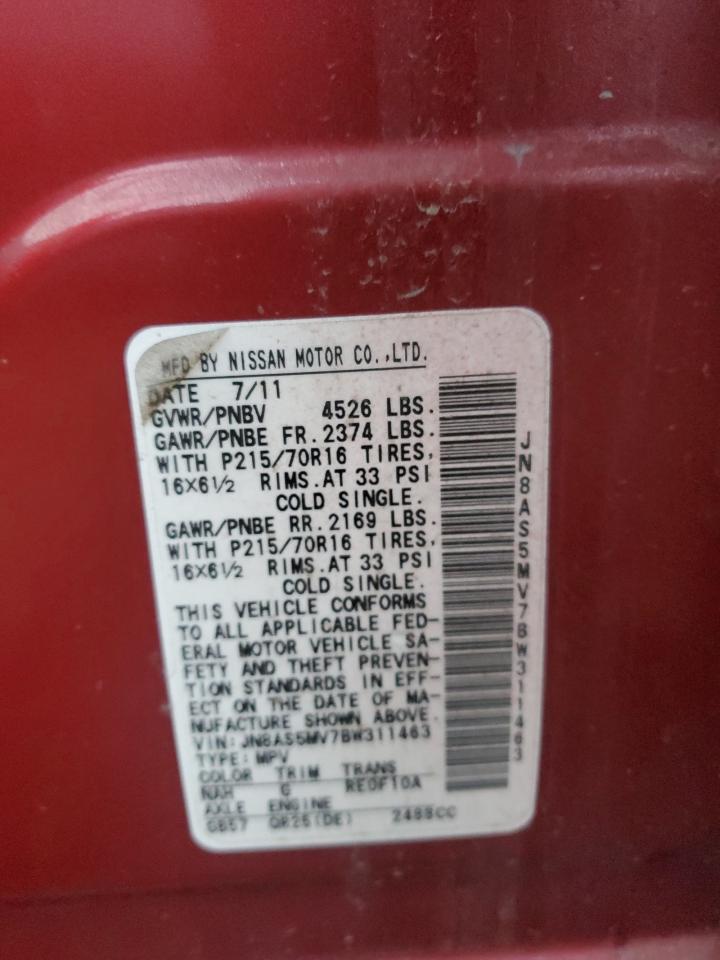 MFD BY NISSAN MOTOR CO.,LTD.
DATE 7/11
GVWR/PNBV 4526 LBS.
GAWR/PNBE FR. 2374 LBS.
WITH P215/70R16 TIRES,
16X6½ RIMS. AT 33 PSI
COLD SINGLE.
GAWR/PNBE RR. 2169 LBS.
WITH P215/70R16 TIRES,
16X6½ RIMS. AT 33 PSI
COLD SINGLE.
THIS VEHICLE CONFORMS
TO ALL APPLICABLE FED-
ERAL MOTOR VEHICLE SA-
FETY AND THEFT PREVEN-
TION STANDARDS IN EFF-
ECT ON THE DATE OF MA-
NUFACTURE SHOWN ABOVE.
VIN: JN8AS5MV7BW311463
TYPE: MPV
COLOR TRIM TRANS
NAH G RE0F10A
AXLE ENGINE
GB57 QR25(DE) 2488CC
JN8AS5MV7BW311463